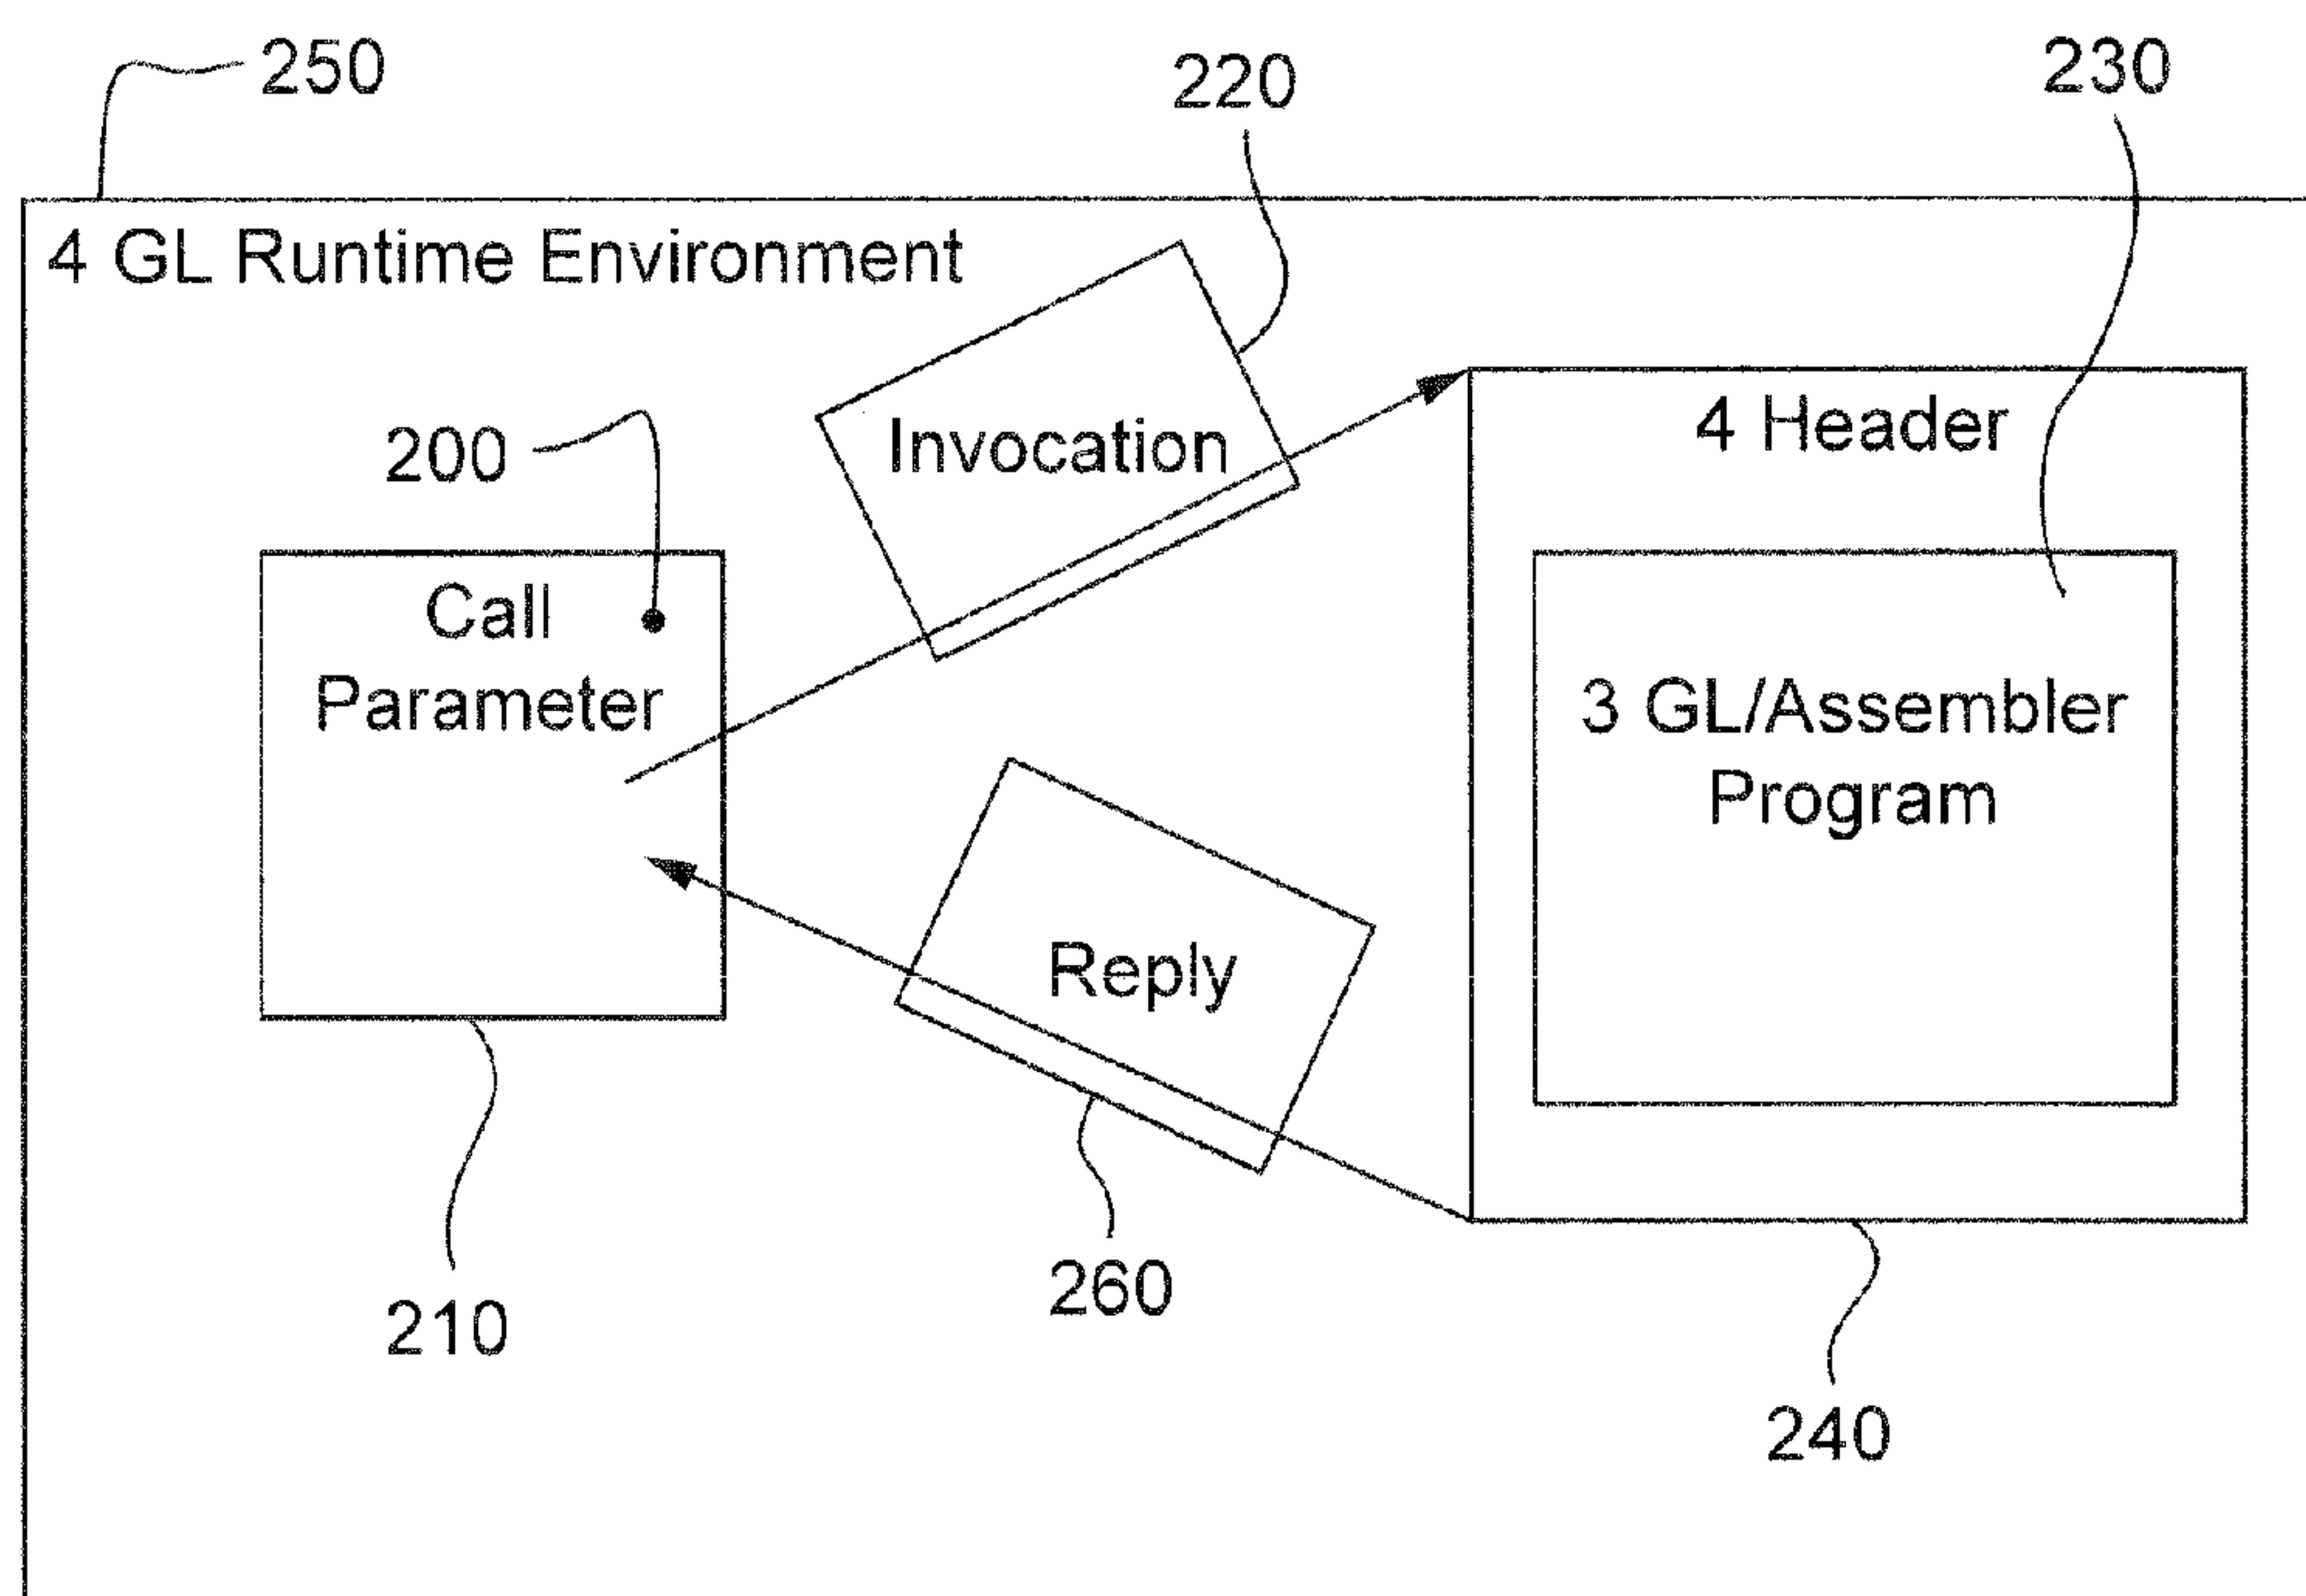 250
220
230
4 GL Runtime Environment
Invocation
4 Header
200
Call
Parameter
3 GL/Assembler
Program
Reply
260
210
240